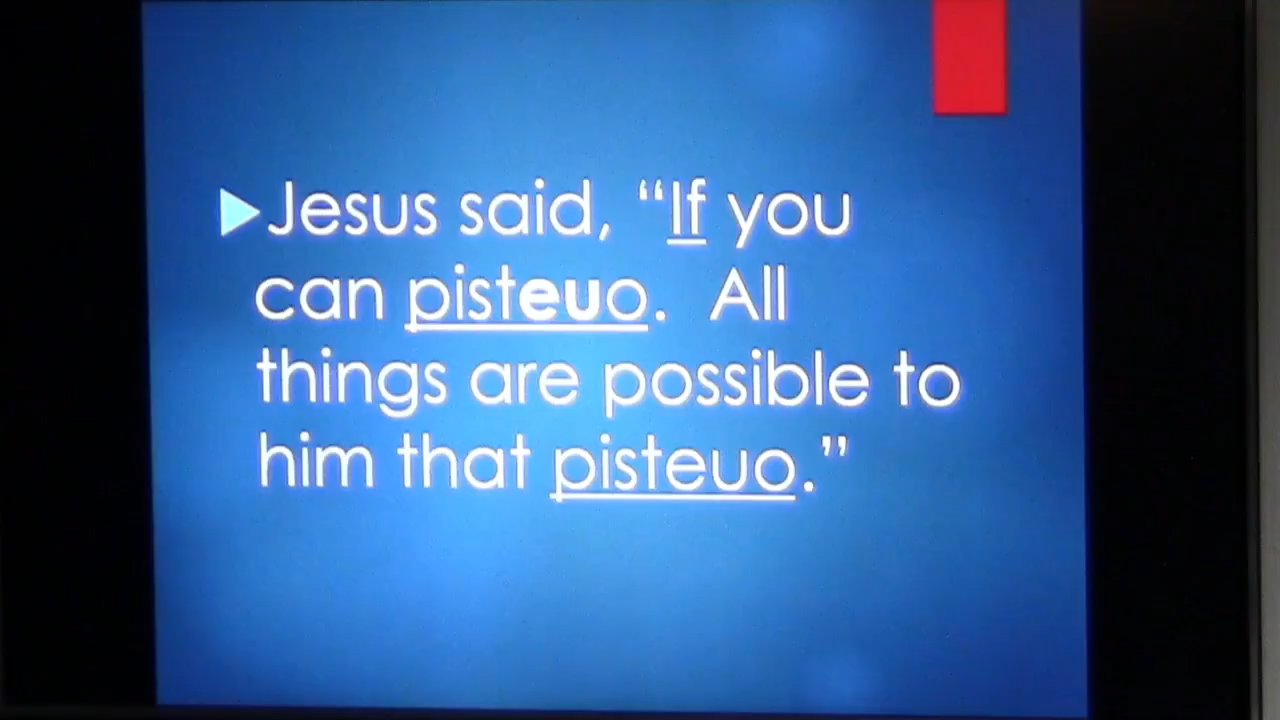 Jesus said, “If you
can pisteuo. All
things are possible to
him that pisteuo.”